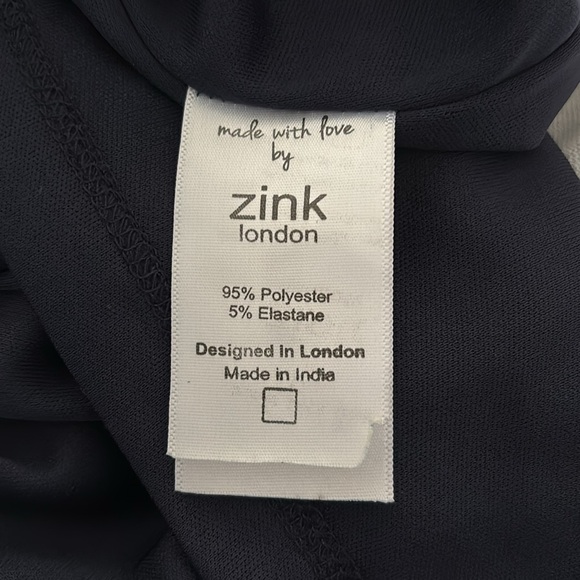 made with love
by
zink
london
95% Polyester
5% Elastane
Designed in London
Made in India